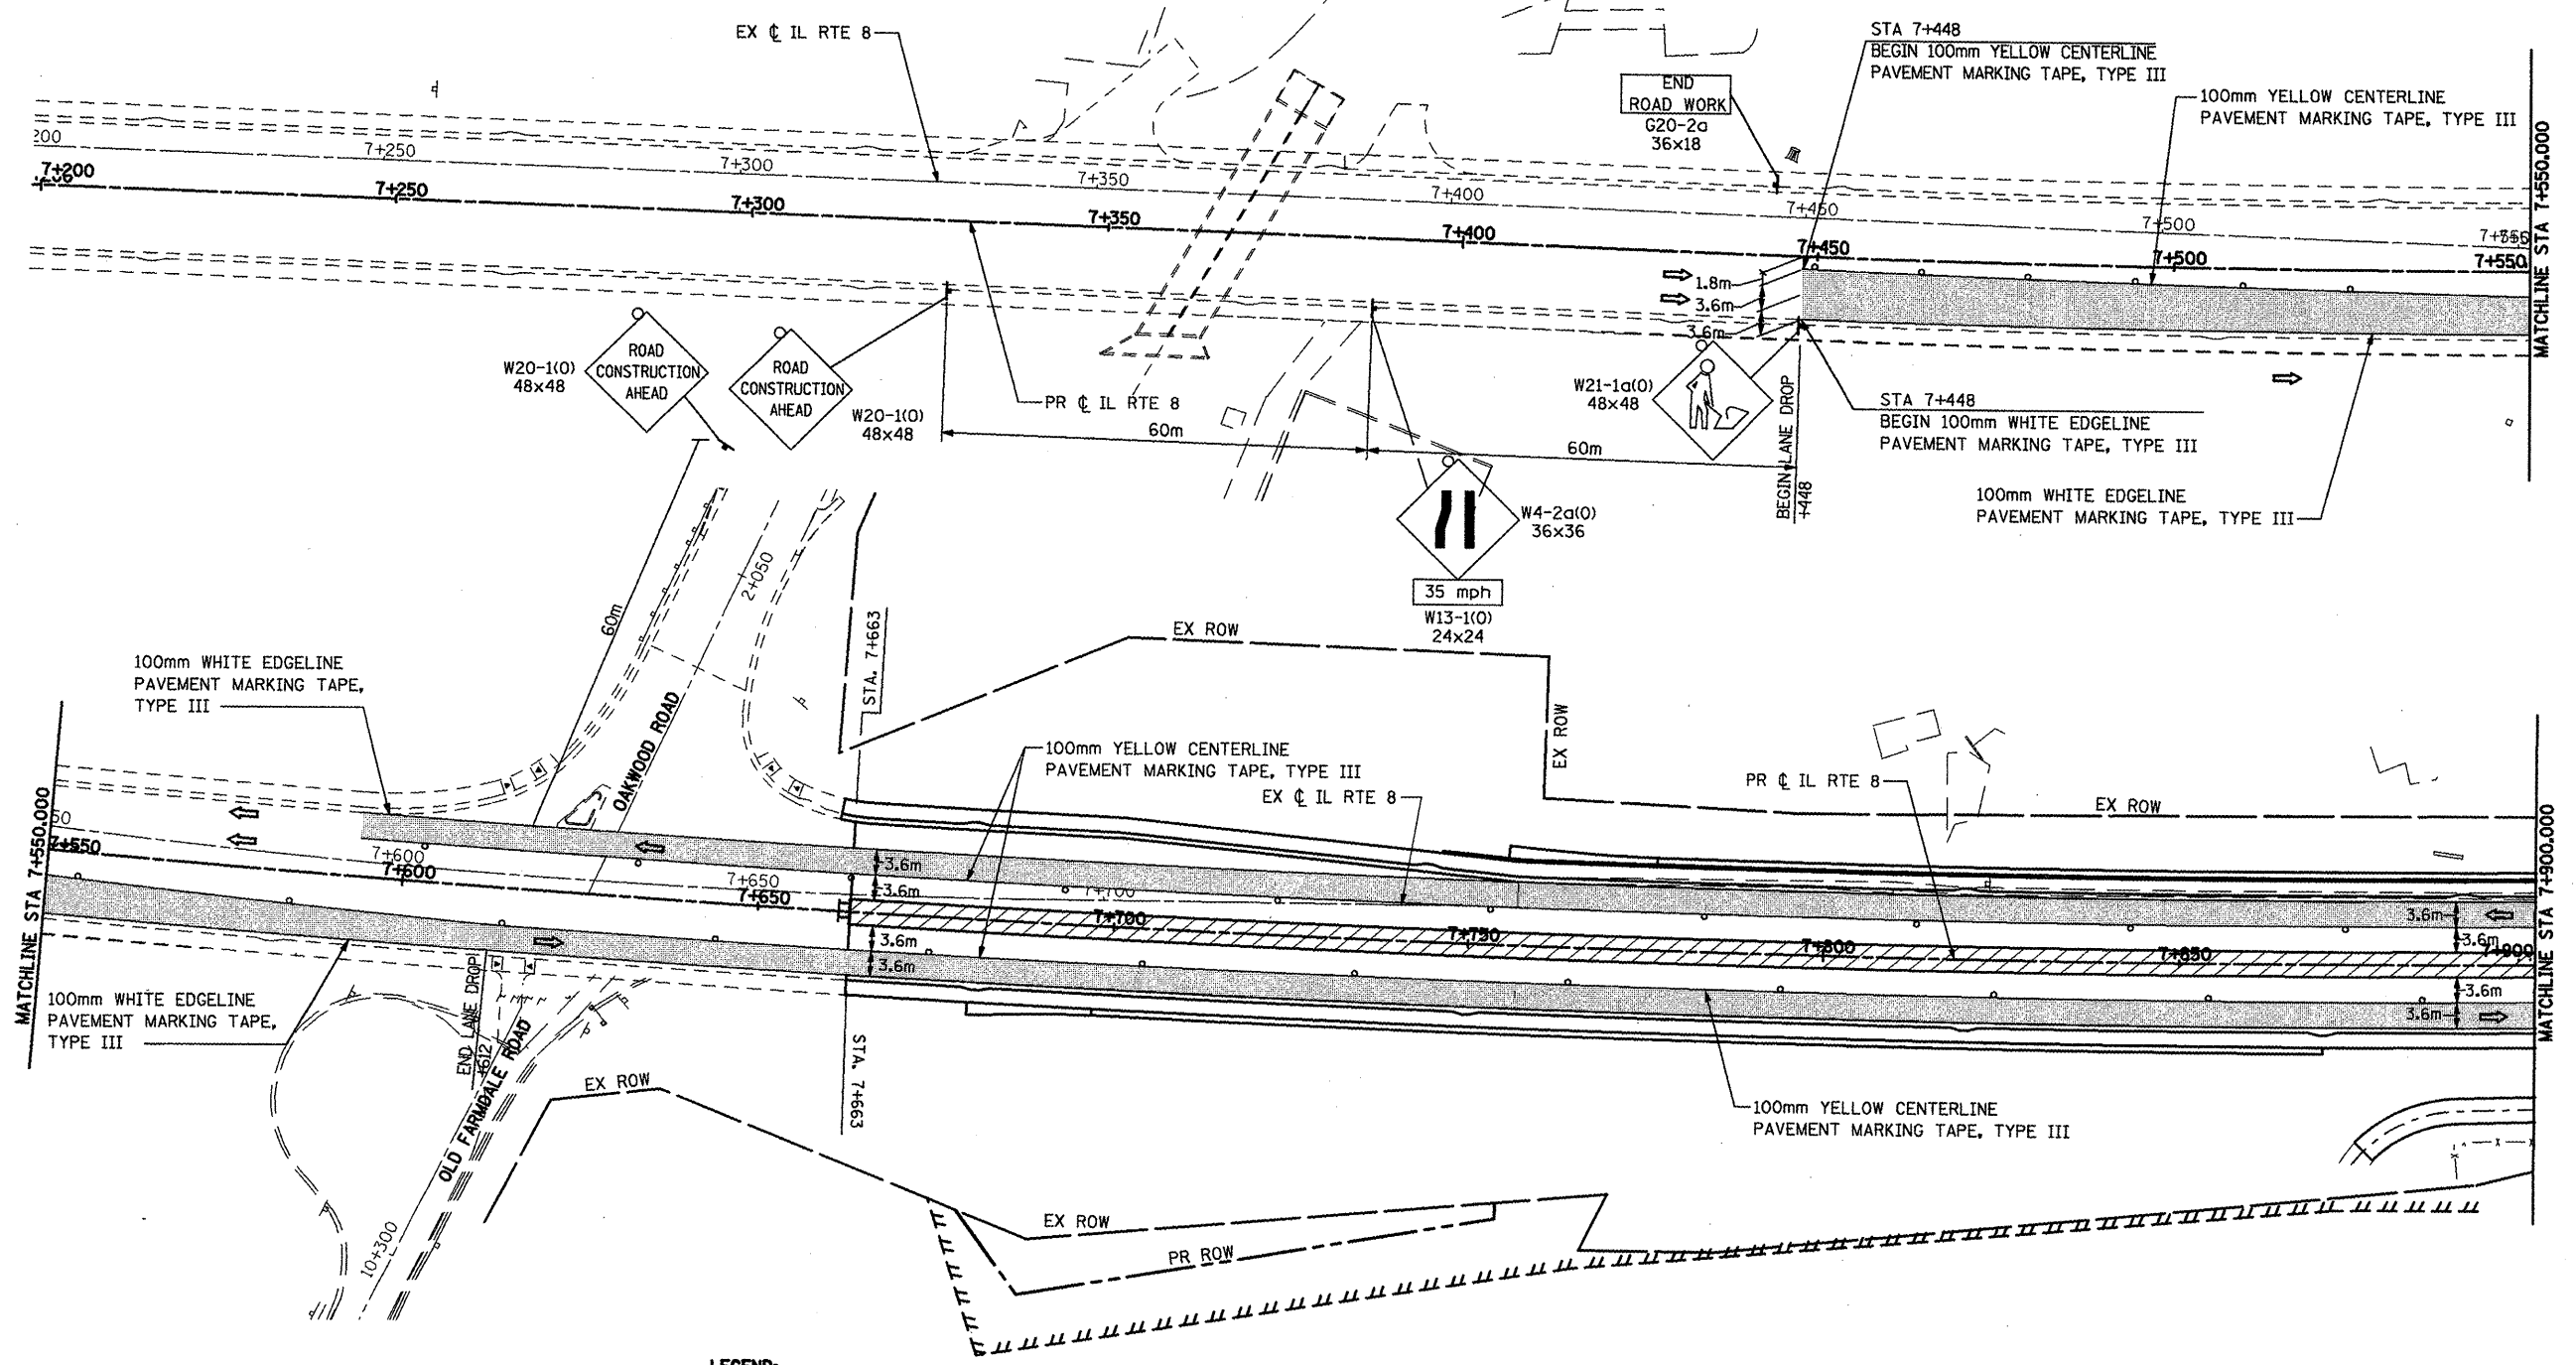 EX ℄ IL RTE 8
STA 7+448
BEGIN 100mm YELLOW CENTERLINE
PAVEMENT MARKING TAPE, TYPE III
END
ROAD WORK
G20-2a
36x18
100mm YELLOW CENTERLINE
PAVEMENT MARKING TAPE, TYPE III
MATCHLINE STA 7+550.000
7+250
7+300
7+350
7+400
7+450
7+500
7+200
7+250
7+300
7+350
7+400
7+450
7+500
7+550
1.8m
3.6m
3.6m
W20-1(O)
48x48
ROAD
CONSTRUCTION
AHEAD
ROAD
CONSTRUCTION
AHEAD
W20-1(O)
48x48
PR ℄ IL RTE 8
60m
60m
W21-1a(O)
48x48
BEGIN LANE DROP
+448
STA 7+448
BEGIN 100mm WHITE EDGELINE
PAVEMENT MARKING TAPE, TYPE III
100mm WHITE EDGELINE
PAVEMENT MARKING TAPE, TYPE III
W4-2a(O)
36x36
35 mph
W13-1(O)
24x24
60m
2+050
OAKWOOD ROAD
STA. 7+663
EX ROW
EX ROW
100mm WHITE EDGELINE
PAVEMENT MARKING TAPE,
TYPE III
100mm YELLOW CENTERLINE
PAVEMENT MARKING TAPE, TYPE III
EX ℄ IL RTE 8
PR ℄ IL RTE 8
EX ROW
MATCHLINE STA 7+550.000
50
7+550
7+600
7+600
7+650
7+650
7+700
7+700
7+750
7+800
7+850
7+900
3.6m
3.6m
3.6m
3.6m
3.6m
3.6m
3.6m
3.6m
MATCHLINE STA 7+900.000
100mm WHITE EDGELINE
PAVEMENT MARKING TAPE,
TYPE III
END LANE DROP
+612
OLD FARMDALE ROAD
10+300
STA. 7+663
EX ROW
100mm YELLOW CENTERLINE
PAVEMENT MARKING TAPE, TYPE III
EX ROW
PR ROW